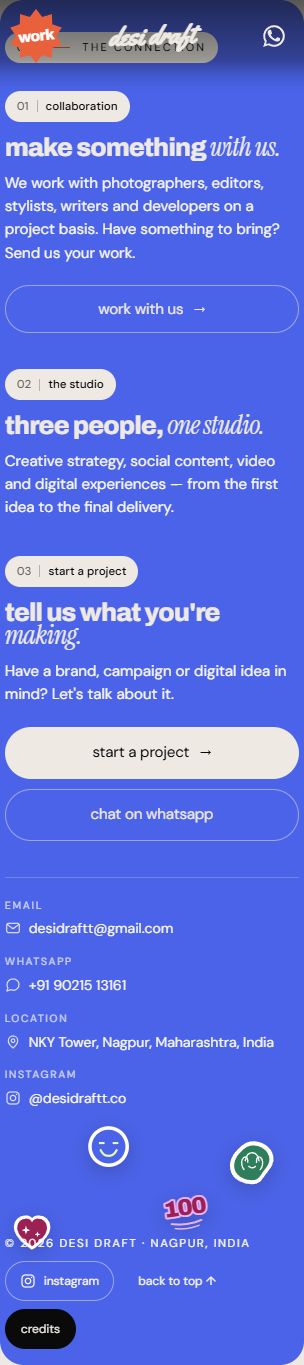 work
desi draft
THE CONNECTION
01 | collaboration
make something with us.
We work with photographers, editors,
stylists, writers and developers on a
project basis. Have something to bring?
Send us your work.
work with us →
02 | the studio
three people, one studio.
Creative strategy, social content, video
and digital experiences — from the first
idea to the final delivery.
03 | start a project
tell us what you're
making.
Have a brand, campaign or digital idea in
mind? Let's talk about it.
start a project →
chat on whatsapp
EMAIL
desidraftt@gmail.com
WHATSAPP
+91 90215 13161
LOCATION
NKY Tower, Nagpur, Maharashtra, India
INSTAGRAM
@desidraftt.co
100
© 2026 DESI DRAFT · NAGPUR, INDIA
instagram
back to top ↑
credits